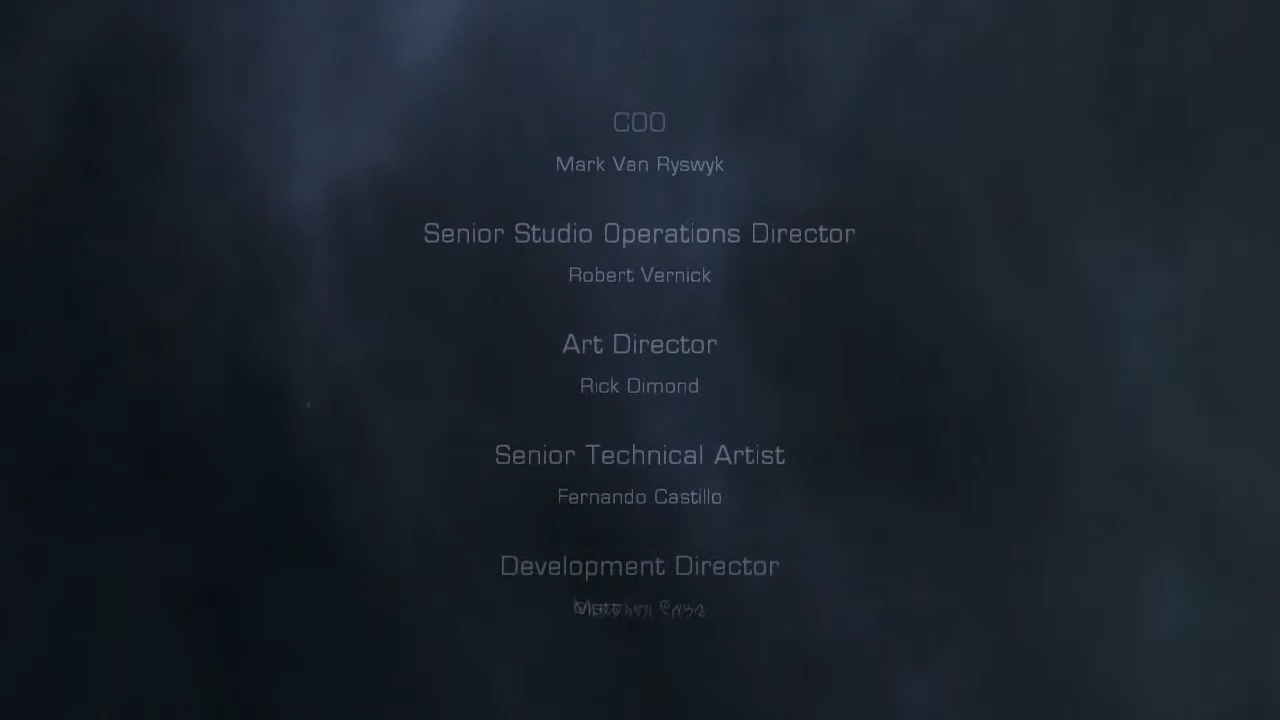 COO
Mark Van Ryswyk
Senior Studio Operations Director
Robert Vernick
Art Director
Rick Dimond
Senior Technical Artist
Fernando Castillo
Development Director